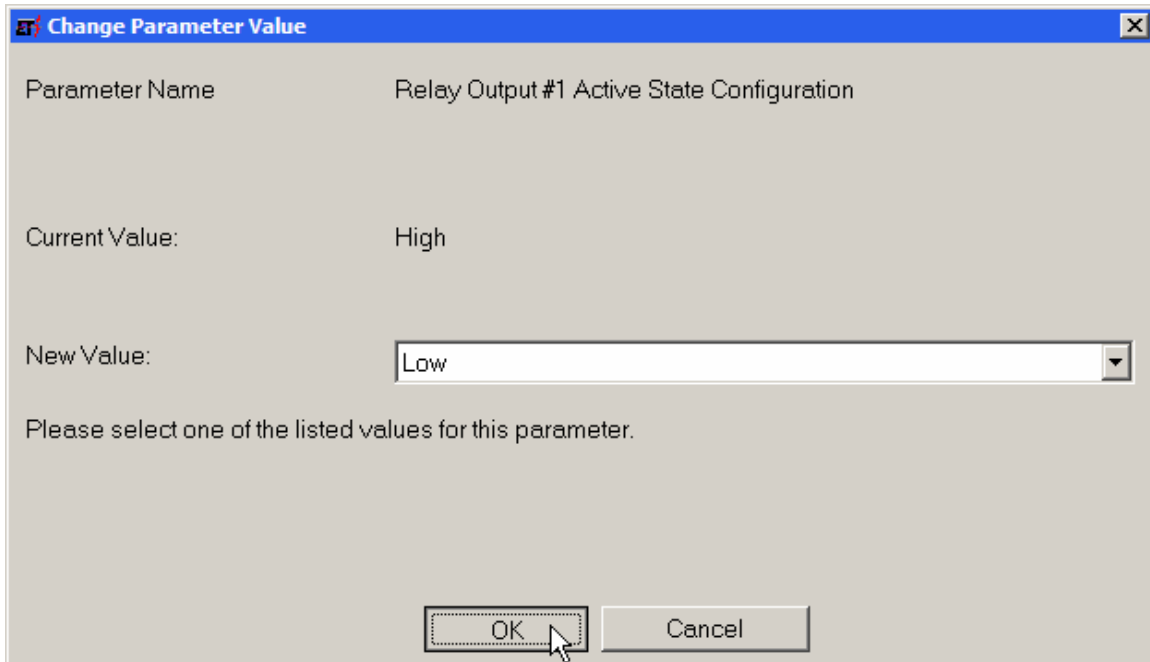 ET Change Parameter Value
Parameter Name Relay Output #1 Active State Configuration
Current Value: High
New Value: Low
Please select one of the listed values for this parameter.
OK Cancel